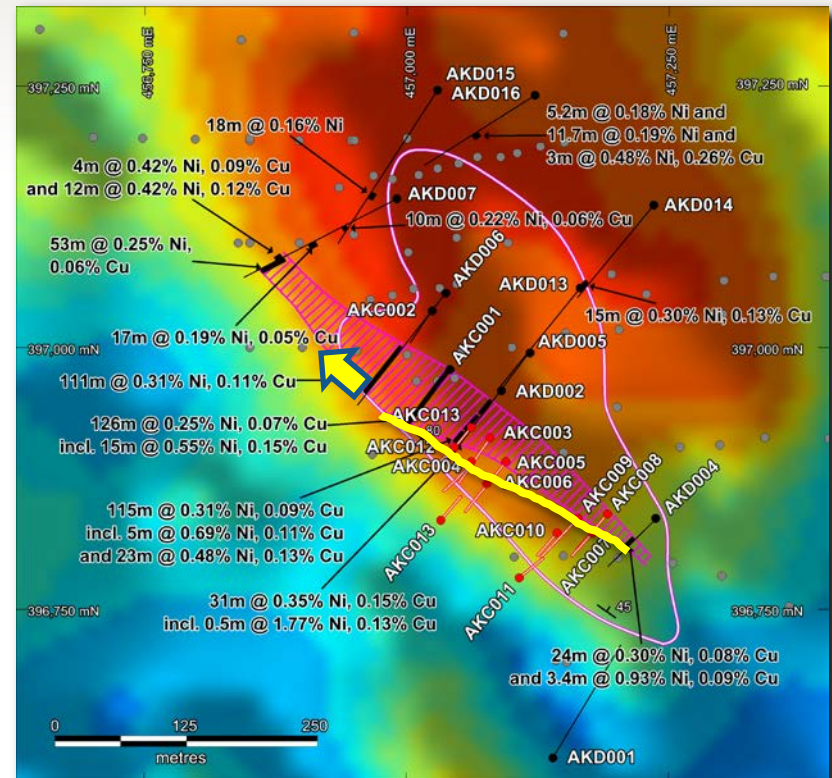 456,750 mE
457,000 mE
457,250 mE
397,250 mN
397,250 mN
AKD015
AKD016
18m @ 0.16% Ni
5.2m @ 0.18% Ni and
11.7m @ 0.19% Ni and
3m @ 0.48% Ni, 0.26% Cu
4m @ 0.42% Ni, 0.09% Cu
and 12m @ 0.42% Ni, 0.12% Cu
AKD007
AKD014
10m @ 0.22% Ni, 0.06% Cu
53m @ 0.25% Ni,
0.06% Cu
AKD006
AKD013
15m @ 0.30% Ni, 0.13% Cu
AKC002
17m @ 0.19% Ni, 0.05% Cu
397,000 mN
397,000 mN
AKC001
AKD005
111m @ 0.31% Ni, 0.11% Cu
AKD002
AKC013
80
126m @ 0.25% Ni, 0.07% Cu
incl. 15m @ 0.55% Ni, 0.15% Cu
AKC003
AKC012
AKC004
AKC005
AKC006
AKC009
AKC008
AKD004
115m @ 0.31% Ni, 0.09% Cu
incl. 5m @ 0.69% Ni, 0.11% Cu
and 23m @ 0.48% Ni, 0.13% Cu
AKC013
AKC010
AKC007
AKC011
31m @ 0.35% Ni, 0.15% Cu
incl. 0.5m @ 1.77% Ni, 0.13% Cu
396,750 mN
396,750 mN
45
24m @ 0.30% Ni, 0.08% Cu
and 3.4m @ 0.93% Ni, 0.09% Cu
0
125
250
metres
AKD001